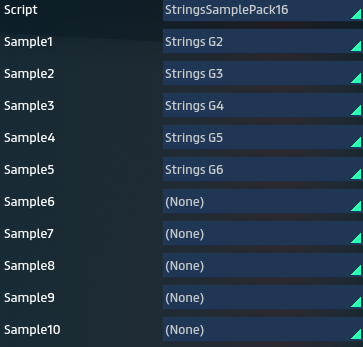 Script StringsSamplePack16
Sample1 Strings G2
Sample2 Strings G3
Sample3 Strings G4
Sample4 Strings G5
Sample5 Strings G6
Sample6 (None)
Sample7 (None)
Sample8 (None)
Sample9 (None)
Sample10 (None)